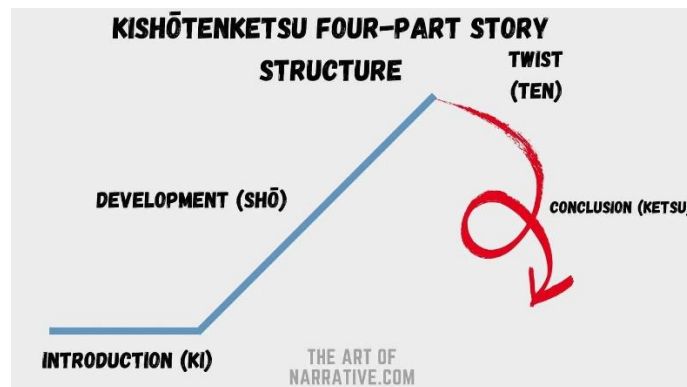 KISHŌTENKETSU FOUR-PART STORY
STRUCTURE
TWIST
(TEN)
DEVELOPMENT (SHŌ)
CONCLUSION (KETSU)
INTRODUCTION (KI)
THE ART OF
NARRATIVE.COM